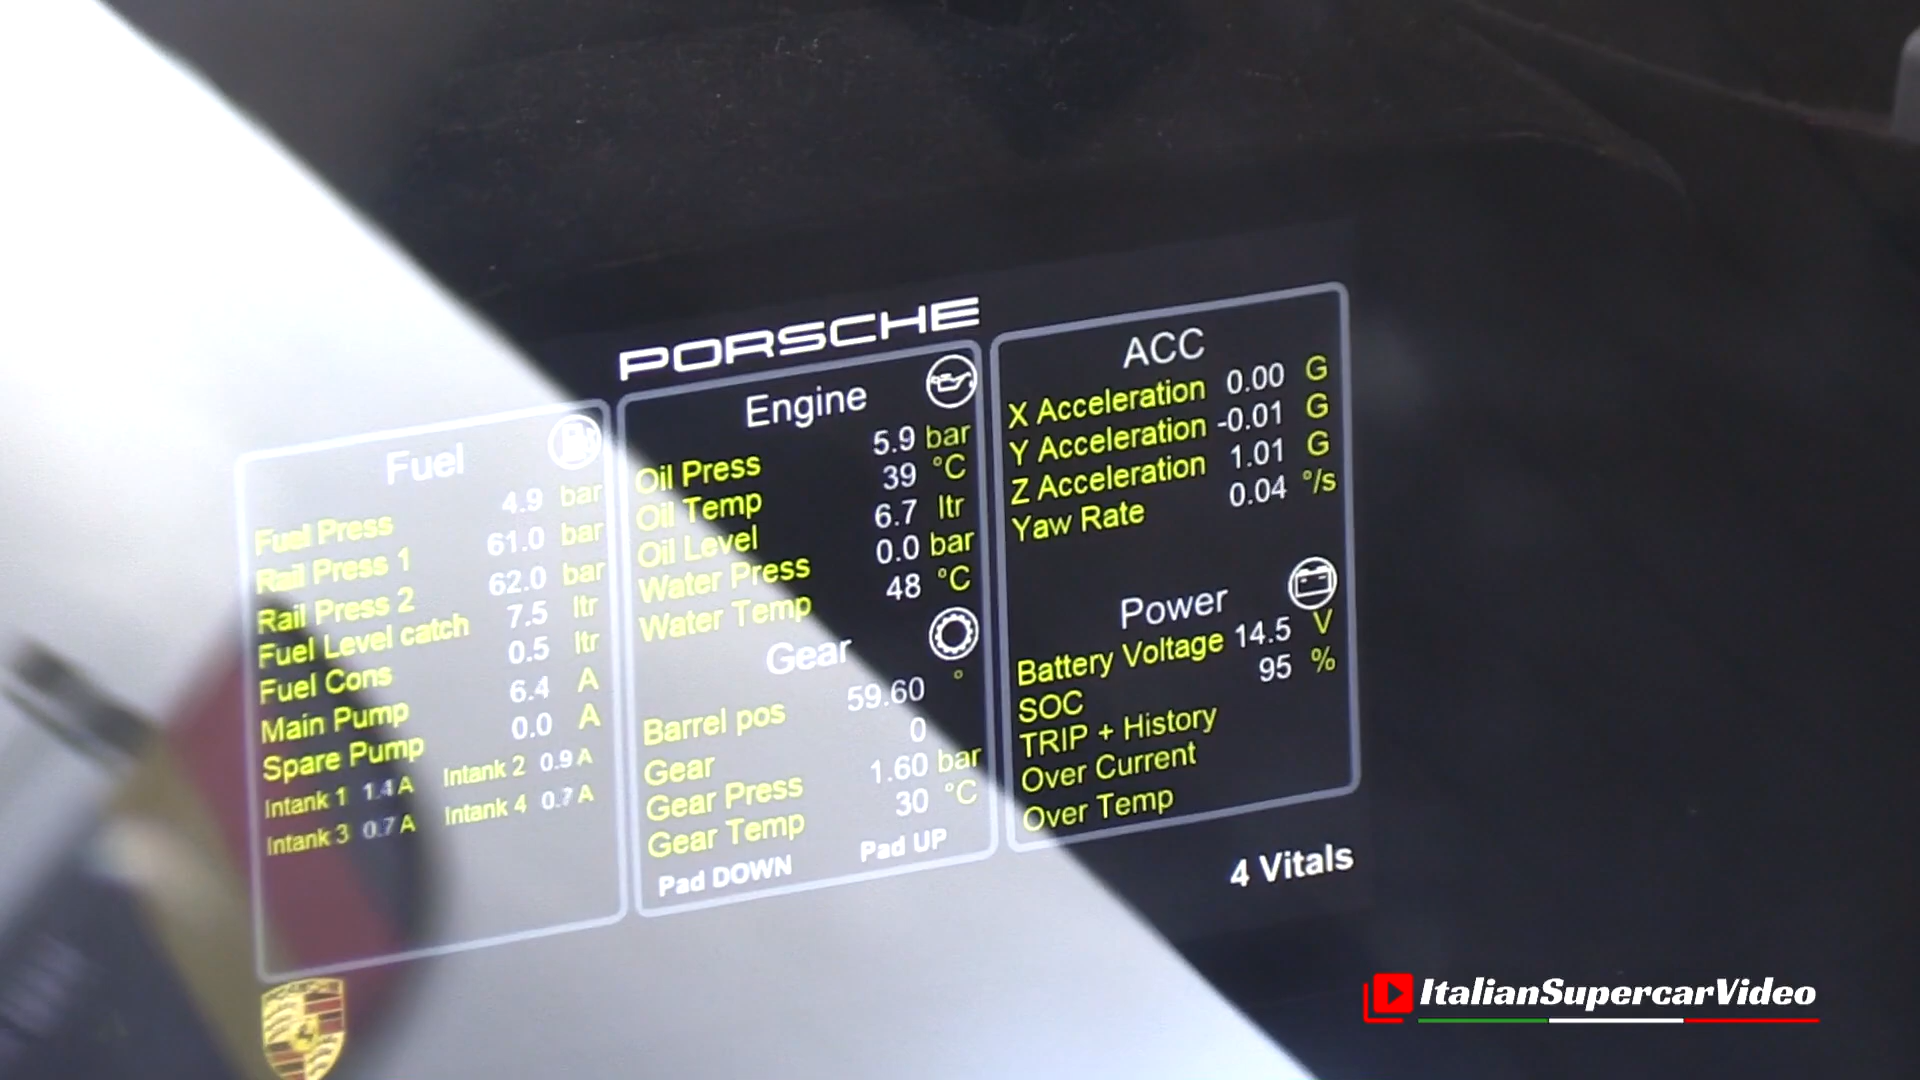 PORSCHE
Fuel
Fuel Press 4.9 bar
Rail Press 1 61.0 bar
Rail Press 2 62.0 bar
Fuel Level catch 7.5 ltr
Fuel Cons 0.5 ltr
Main Pump 6.4 A
Spare Pump 0.0 A
Intank 1 1.4 A Intank 2 0.9 A
Intank 3 0.7 A Intank 4 0.7 A
Engine
Oil Press 5.9 bar
Oil Temp 39 °C
Oil Level 6.7 ltr
Water Press 0.0 bar
Water Temp 48 °C
Gear
Barrel pos 59.60 °
Gear 0
Gear Press 1.60 bar
Gear Temp 30 °C
Pad DOWN Pad UP
ACC
X Acceleration 0.00 G
Y Acceleration -0.01 G
Z Acceleration 1.01 G
Yaw Rate 0.04 °/s
Power
Battery Voltage 14.5 V
SOC 95 %
TRIP + History
Over Current
Over Temp
4 Vitals
ItalianSupercarVideo